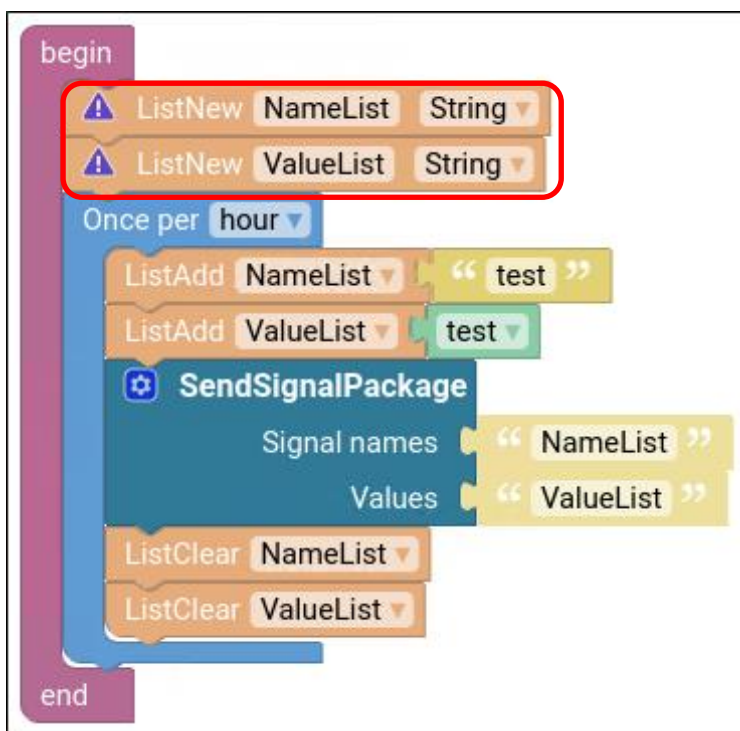 begin
ListNew NameList String
ListNew ValueList String
Once per hour
ListAdd NameList “ test ”
ListAdd ValueList test
SendSignalPackage
Signal names “ NameList ”
Values “ ValueList ”
ListClear NameList
ListClear ValueList
end